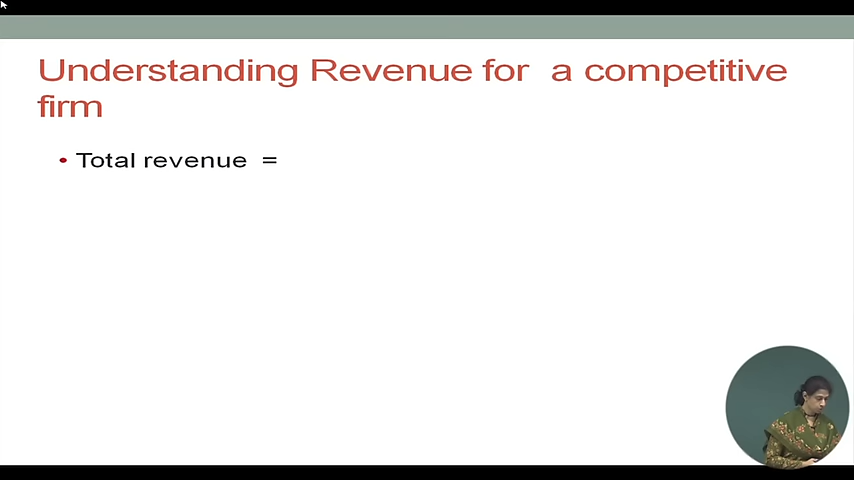 Understanding Revenue for a competitive
firm
• Total revenue =